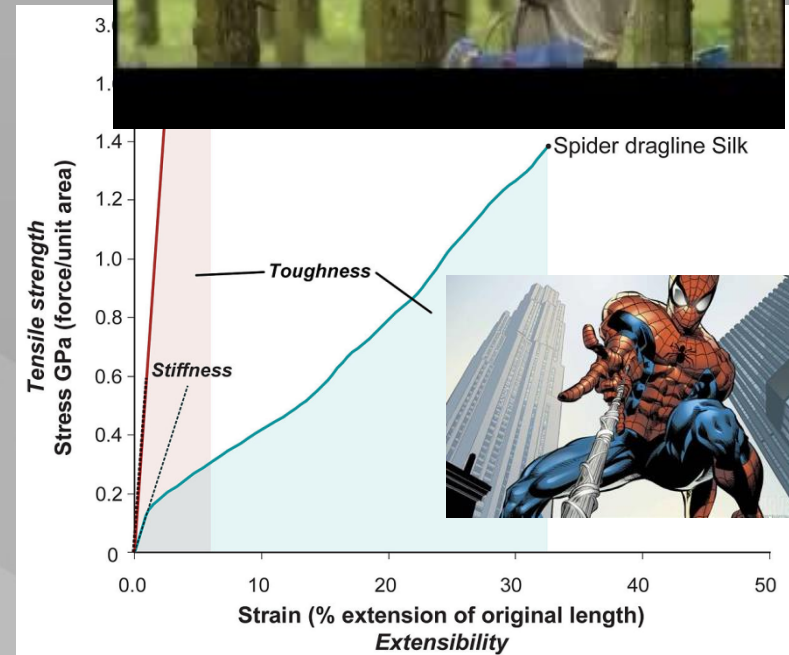 1.4
Spider dragline Silk
1.2
1.0
Toughness
0.8
Stiffness
0.6
0.4
0.2
0
0.0 10 20 30 40 50
Tensile strength
Stress GPa (force/unit area)
Strain (% extension of original length)
Extensibility